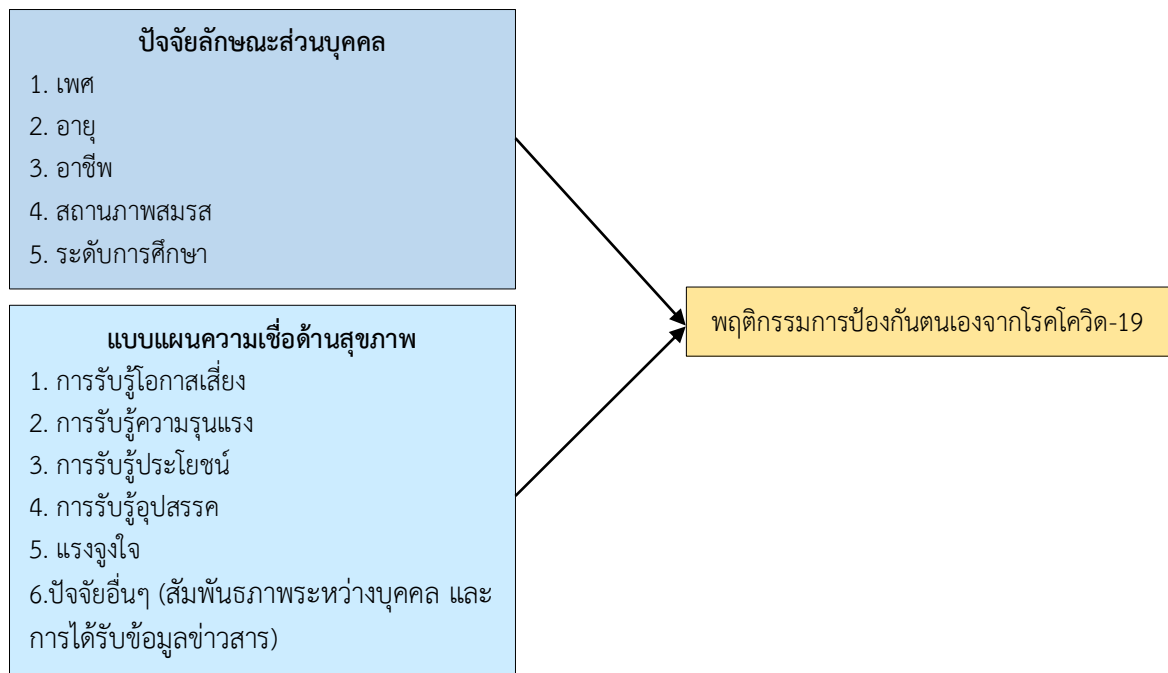 ปัจจัยลักษณะส่วนบุคคล
1. เพศ
2. อายุ
3. อาชีพ
4. สถานภาพสมรส
5. ระดับการศึกษา
แบบแผนความเชื่อด้านสุขภาพ
1. การรับรู้โอกาสเสี่ยง
2. การรับรู้ความรุนแรง
3. การรับรู้ประโยชน์
4. การรับรู้อุปสรรค
5. แรงจูงใจ
6.ปัจจัยอื่นๆ (สัมพันธภาพระหว่างบุคคล และ
การได้รับข้อมูลข่าวสาร)
พฤติกรรมการป้องกันตนเองจากโรคโควิด-19